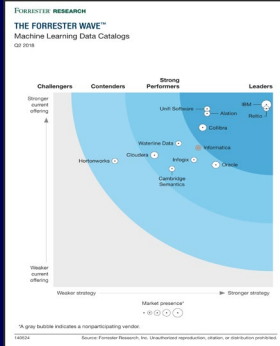 FORRESTER® RESEARCH
THE FORRESTER WAVE™
Machine Learning Data Catalogs
Q2 2018
Challengers
Contenders
Strong Performers
Leaders
Stronger current offering
Unifi Software
IBM
Alation
Reltio
Collibra
Waterline Data
Informatica
Cloudera
Hortonworks
Infogix
Oracle
Cambridge Semantics
Weaker current offering
Weaker strategy
Stronger strategy
Market presence*
*A gray bubble indicates a nonparticipating vendor.
Source: Forrester Research, Inc. Unauthorized reproduction, citation, or distribution prohibited